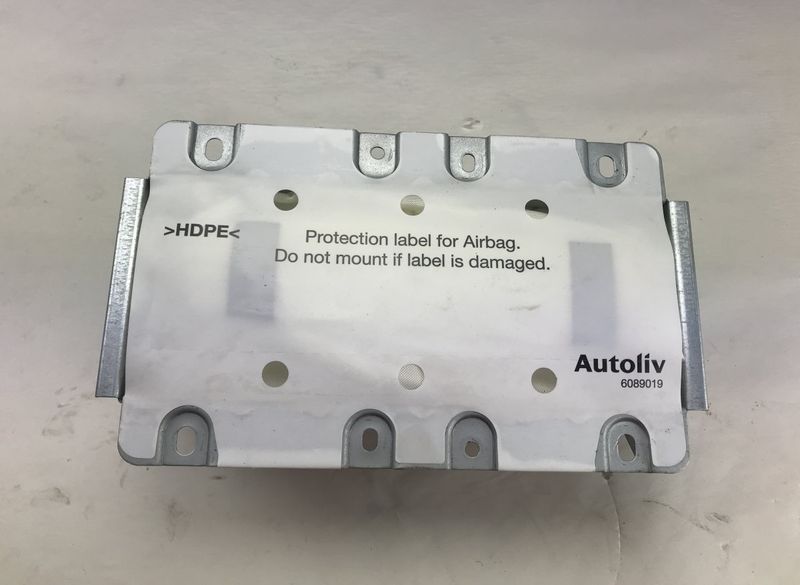 >HDPE<
Protection label for Airbag.
Do not mount if label is damaged.
Autoliv
6089019